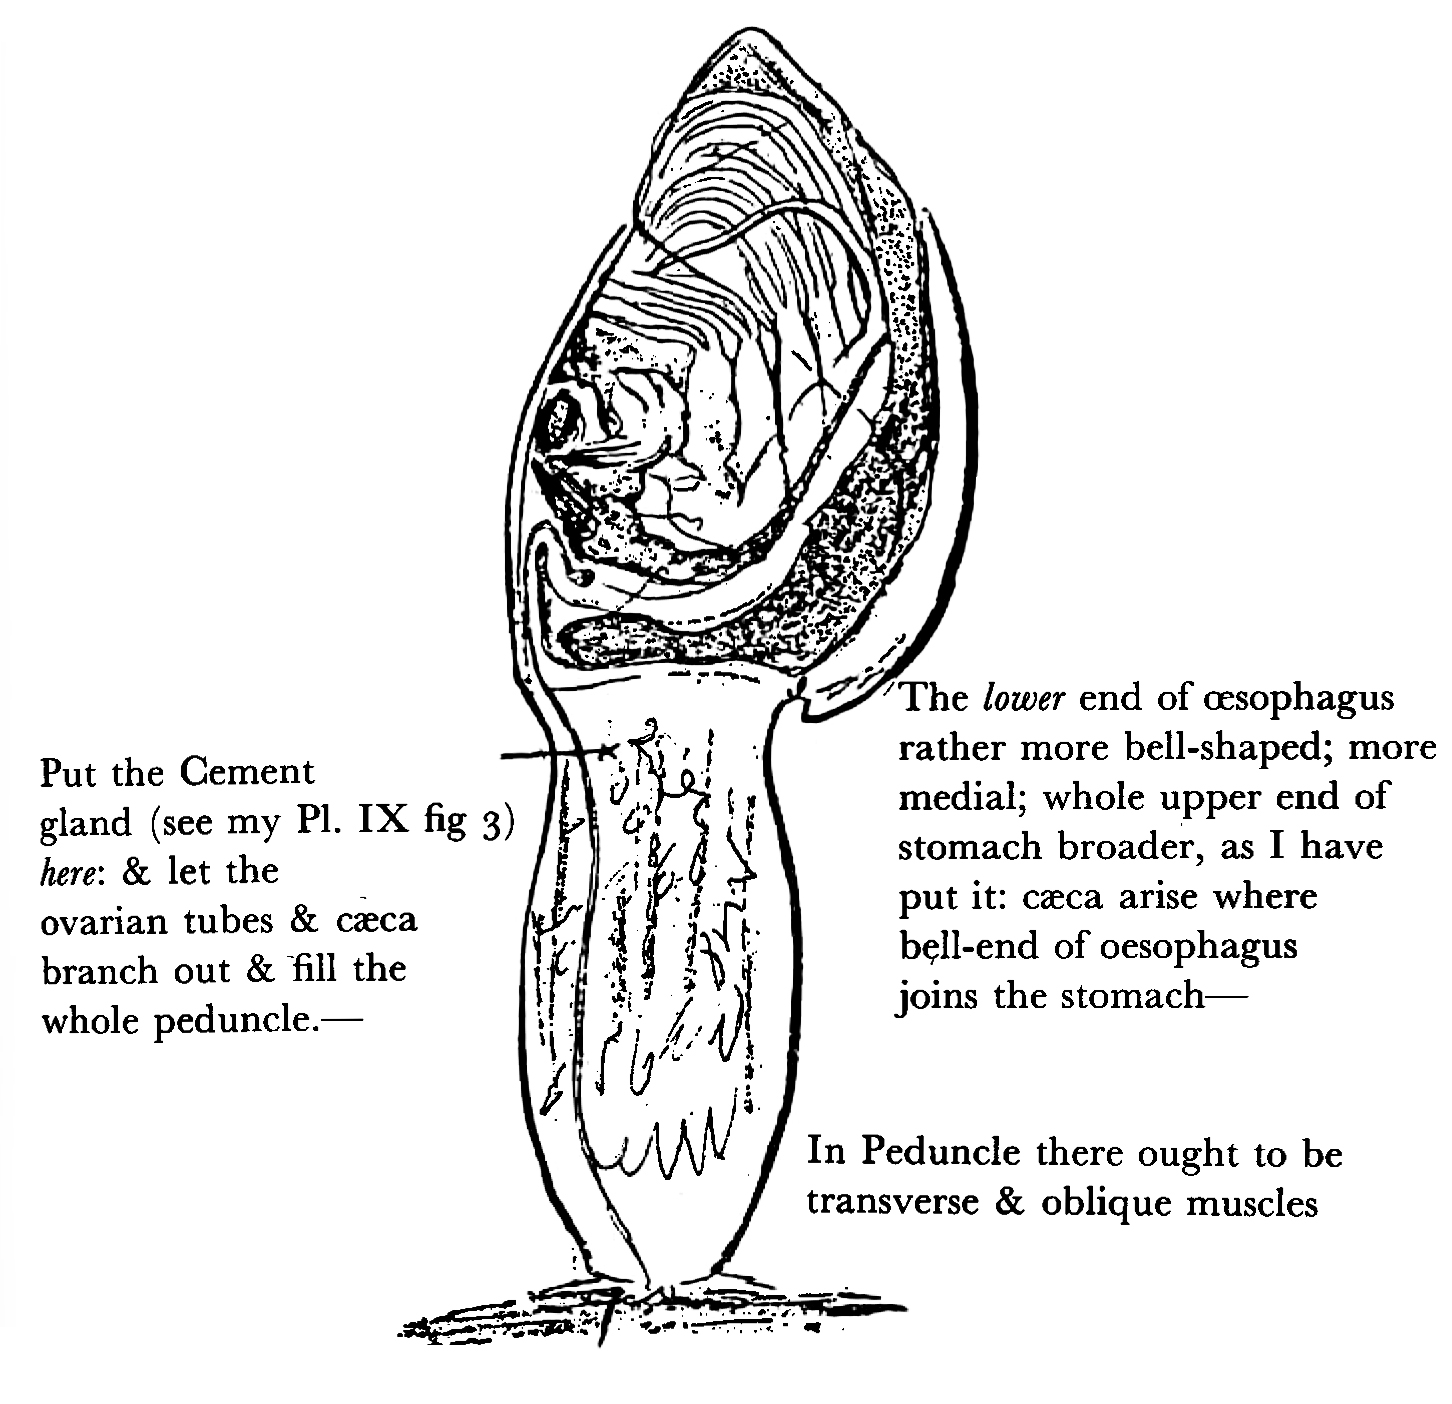 Put the Cement
gland (see my Pl. IX fig 3)
here: & let the
ovarian tubes & cæca
branch out & fill the
whole peduncle.—
The lower end of œsophagus
rather more bell-shaped; more
medial; whole upper end of
stomach broader, as I have
put it: cæca arise where
bell-end of oesophagus
joins the stomach—
In Peduncle there ought to be
transverse & oblique muscles